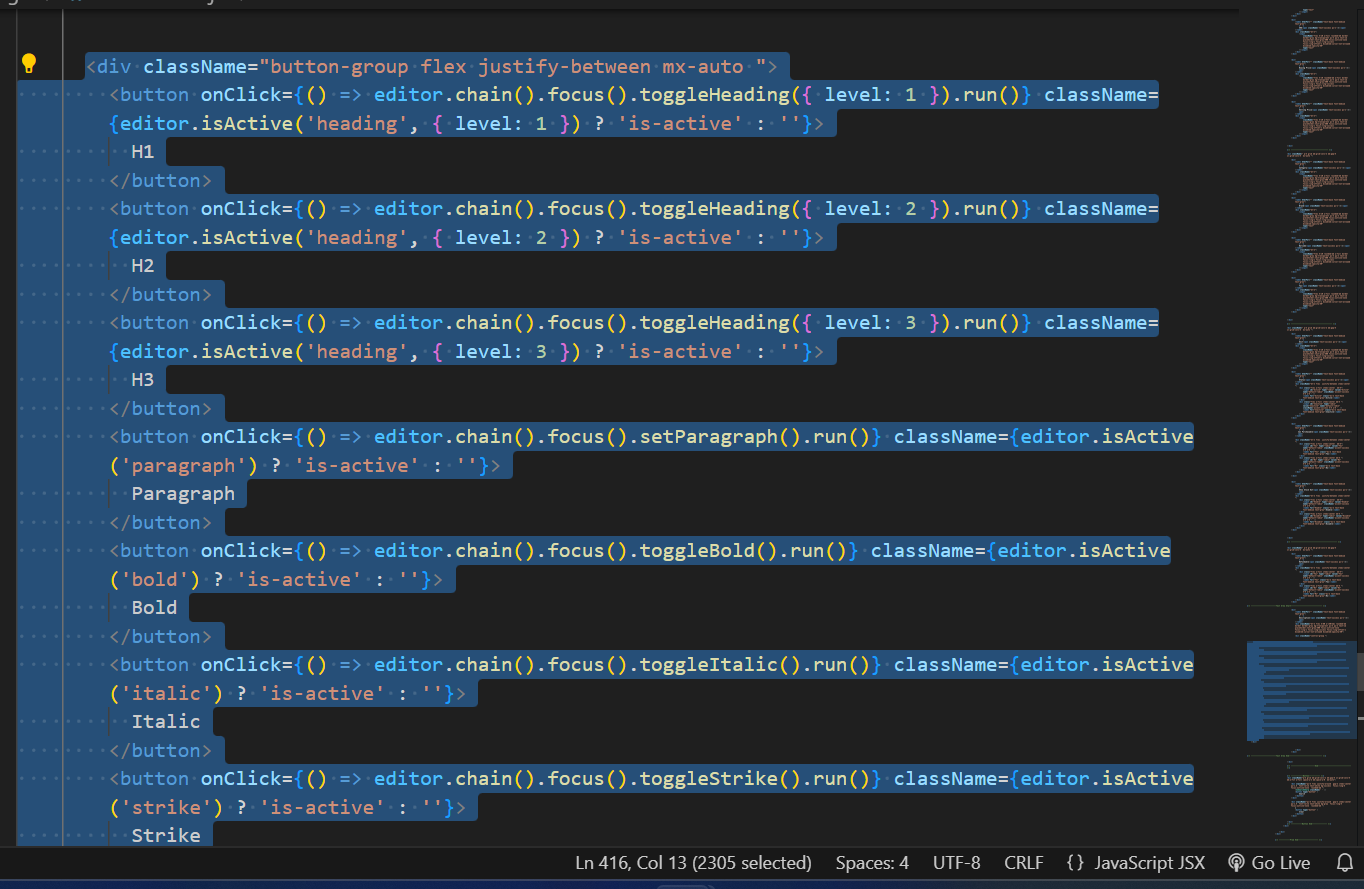 <div className="button-group flex justify-between mx-auto ">
<button onClick={() => editor.chain().focus().toggleHeading({ level: 1 }).run()} className=
{editor.isActive('heading', { level: 1 }) ? 'is-active' : ''}>
H1
</button>
<button onClick={() => editor.chain().focus().toggleHeading({ level: 2 }).run()} className=
{editor.isActive('heading', { level: 2 }) ? 'is-active' : ''}>
H2
</button>
<button onClick={() => editor.chain().focus().toggleHeading({ level: 3 }).run()} className=
{editor.isActive('heading', { level: 3 }) ? 'is-active' : ''}>
H3
</button>
<button onClick={() => editor.chain().focus().setParagraph().run()} className={editor.isActive
('paragraph') ? 'is-active' : ''}>
Paragraph
</button>
<button onClick={() => editor.chain().focus().toggleBold().run()} className={editor.isActive
('bold') ? 'is-active' : ''}>
Bold
</button>
<button onClick={() => editor.chain().focus().toggleItalic().run()} className={editor.isActive
('italic') ? 'is-active' : ''}>
Italic
</button>
<button onClick={() => editor.chain().focus().toggleStrike().run()} className={editor.isActive
('strike') ? 'is-active' : ''}>
Strike
Ln 416, Col 13 (2305 selected) Spaces: 4 UTF-8 CRLF {} JavaScript JSX Go Live